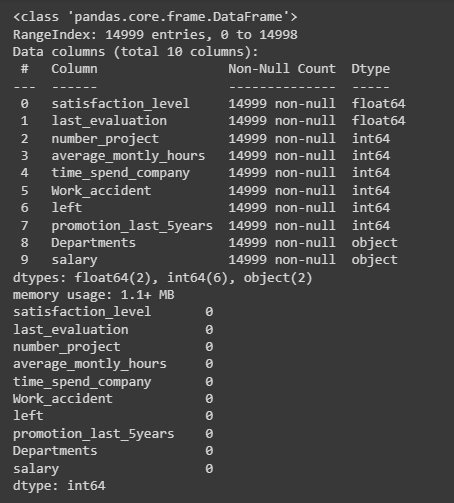 <class 'pandas.core.frame.DataFrame'>
RangeIndex: 14999 entries, 0 to 14998
Data columns (total 10 columns):
 #   Column                 Non-Null Count  Dtype
---  ------                 --------------  -----
 0   satisfaction_level     14999 non-null  float64
 1   last_evaluation        14999 non-null  float64
 2   number_project         14999 non-null  int64
 3   average_montly_hours   14999 non-null  int64
 4   time_spend_company     14999 non-null  int64
 5   Work_accident          14999 non-null  int64
 6   left                   14999 non-null  int64
 7   promotion_last_5years  14999 non-null  int64
 8   Departments            14999 non-null  object
 9   salary                 14999 non-null  object
dtypes: float64(2), int64(6), object(2)
memory usage: 1.1+ MB
satisfaction_level       0
last_evaluation          0
number_project           0
average_montly_hours     0
time_spend_company       0
Work_accident            0
left                     0
promotion_last_5years    0
Departments              0
salary                   0
dtype: int64